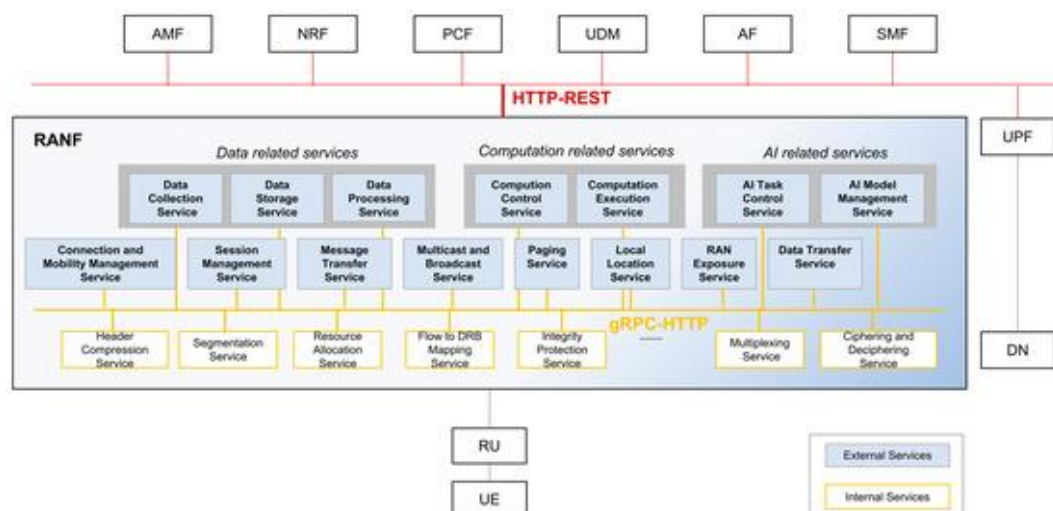 AMF NRF PCF UDM AF SMF
HTTP-REST
UPF
RANF
Data related services Computation related services AI related services
Data
Collection
Service
Data
Storage
Service
Data
Processing
Service
Compution
Control
Service
Computation
Execution
Service
AI Task
Control
Service
AI Model
Management
Service
Connection and
Mobility Management
Service
Session
Management
Service
Message
Transfer
Service
Multicast and
Broadcast
Service
Paging
Service
Local
Location
Service
RAN
Exposure
Service
Data Transfer
Service
gRPC-HTTP
Header
Compression
Service
Segmentation
Service
Resource
Allocation
Service
Flow to DRB
Mapping
Service
Integrity
Protection
Service
......
Multiplexing
Service
Ciphering and
Deciphering
Service
DN
RU
UE
External Services
Internal Services